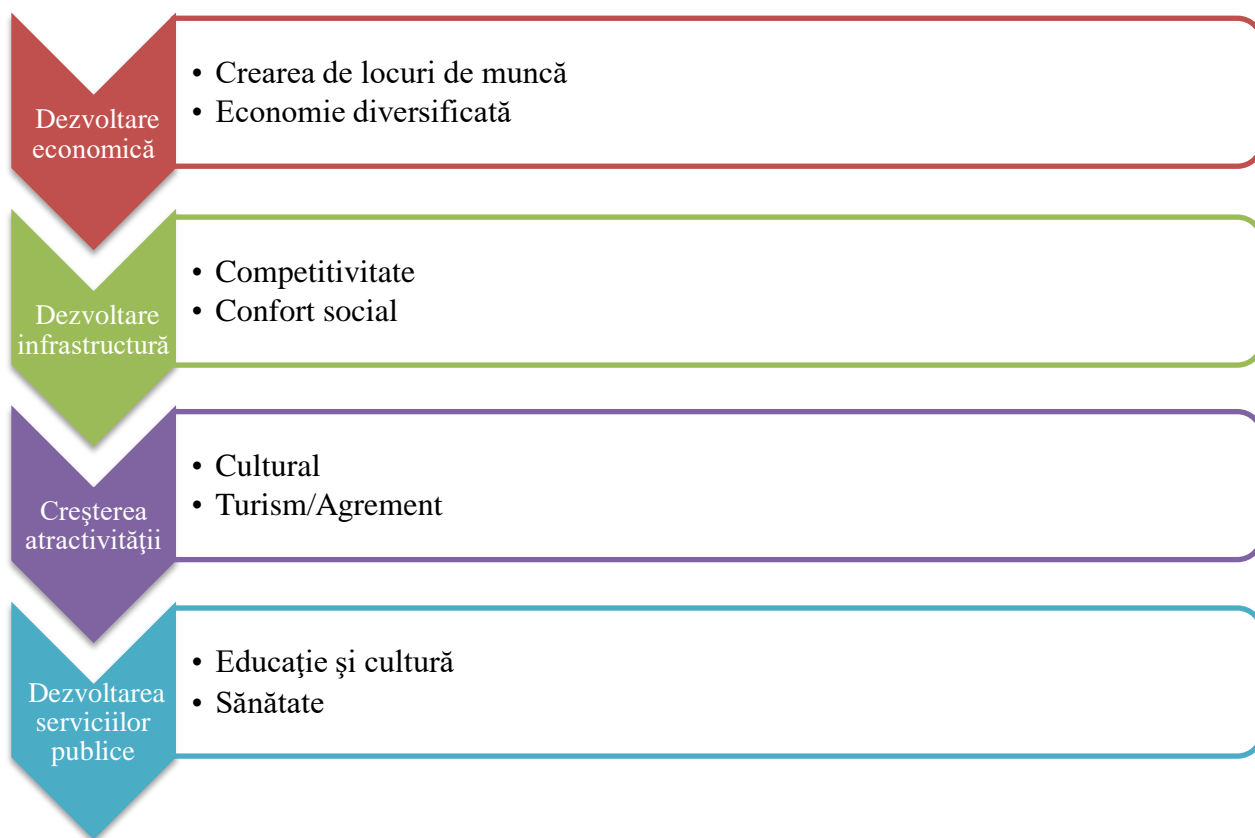 Dezvoltare
economică
• Crearea de locuri de muncă
• Economie diversificată
Dezvoltare
infrastructură
• Competitivitate
• Confort social
Creşterea
atractivităţii
• Cultural
• Turism/Agrement
Dezvoltarea
serviciilor
publice
• Educaţie şi cultură
• Sănătate